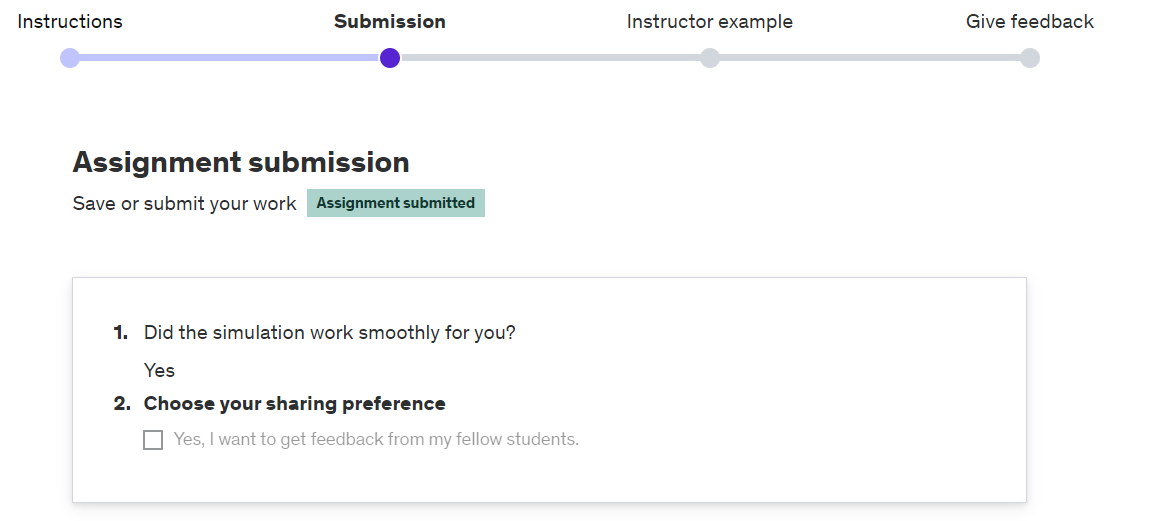 Instructions Submission Instructor example Give feedback
Assignment submission
Save or submit your work Assignment submitted
1. Did the simulation work smoothly for you?
Yes
2. Choose your sharing preference
Yes, I want to get feedback from my fellow students.